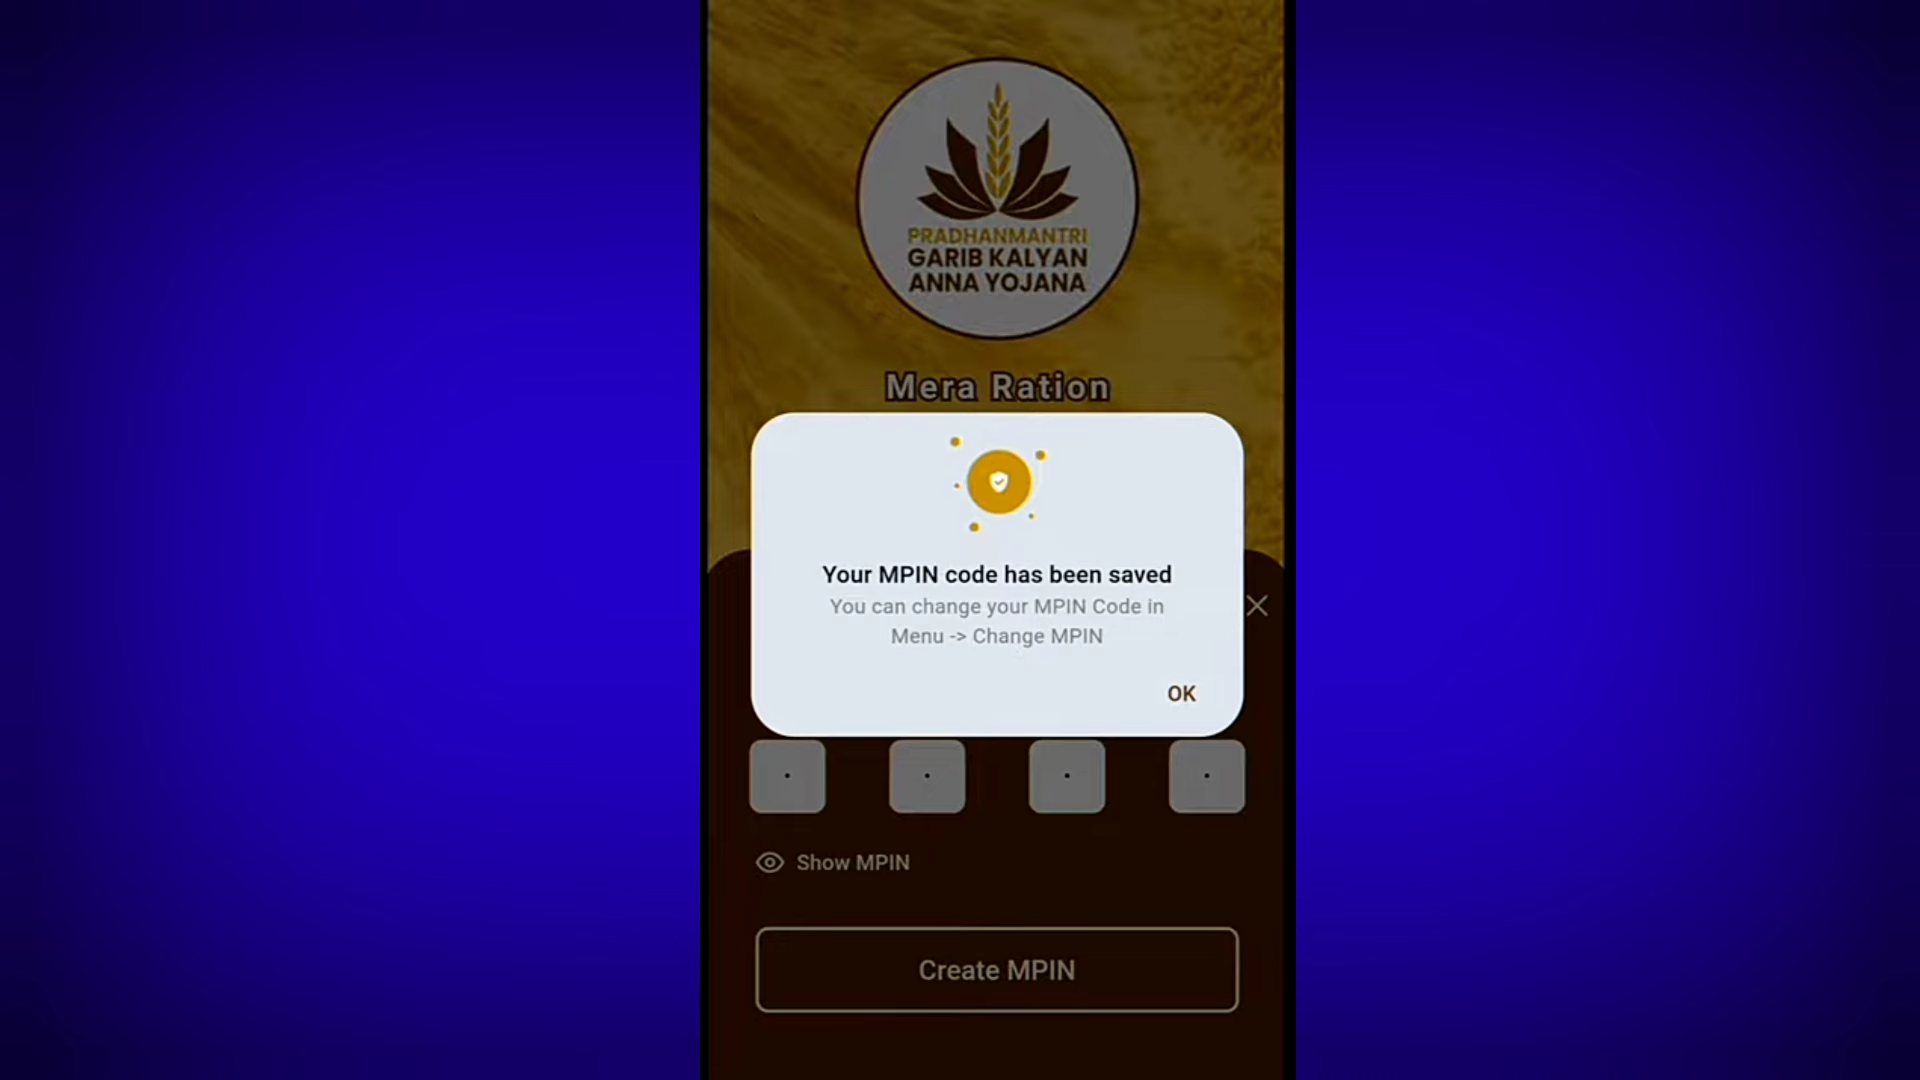 PRADHANMANTRI
GARIB KALYAN
ANNA YOJANA
Mera Ration
Your MPIN code has been saved
You can change your MPIN Code in
Menu -> Change MPIN
OK
Show MPIN
Create MPIN